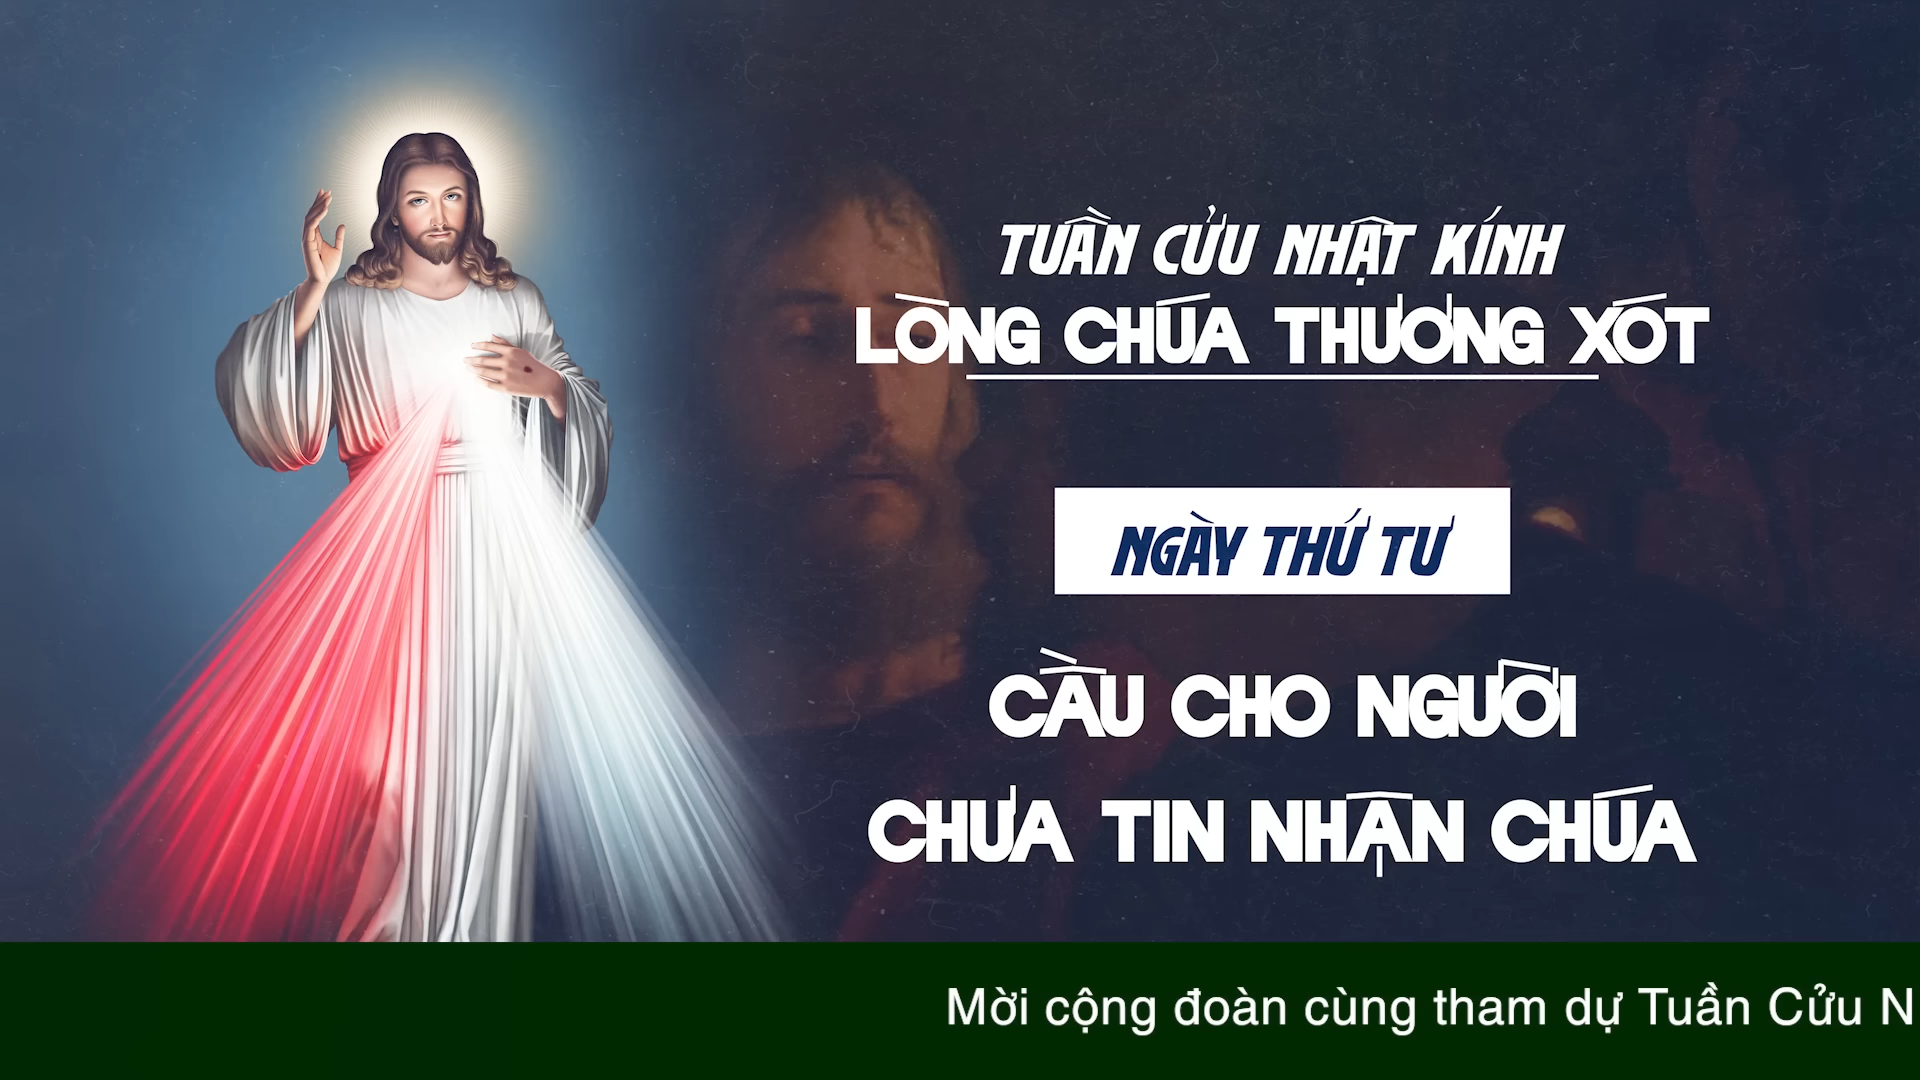 TUẦN CỬU NHẬT KÍNH
LÒNG CHÚA THƯƠNG XÓT
NGÀY THỨ TƯ
CẦU CHO NGƯỜI
CHƯA TIN NHẬN CHÚA
Mời cộng đoàn cùng tham dự Tuần Cửu N